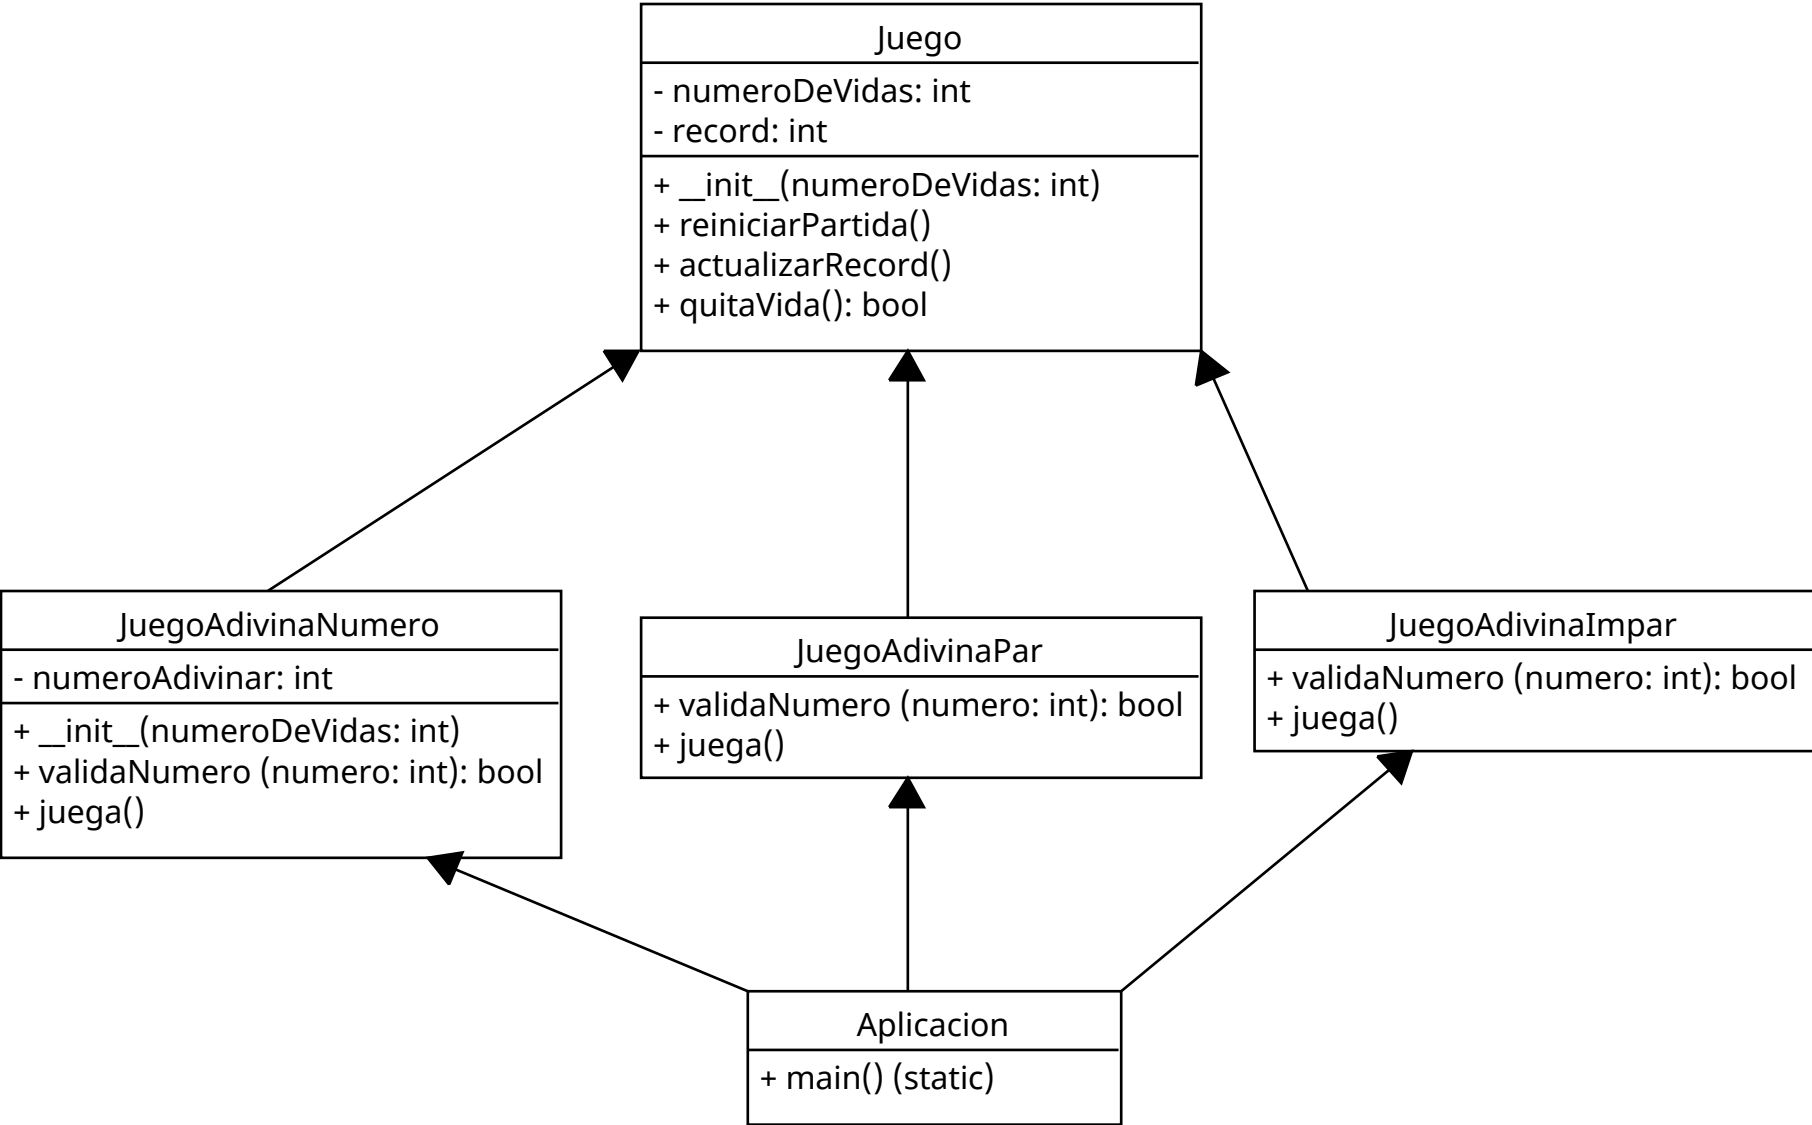 Juego
- numeroDeVidas: int
- record: int
+ __init__(numeroDeVidas: int)
+ reiniciarPartida()
+ actualizarRecord()
+ quitaVida(): bool
JuegoAdivinaNumero
- numeroAdivinar: int
+ __init__(numeroDeVidas: int)
+ validaNumero (numero: int): bool
+ juega()
JuegoAdivinaPar
+ validaNumero (numero: int): bool
+ juega()
JuegoAdivinaImpar
+ validaNumero (numero: int): bool
+ juega()
Aplicacion
+ main() (static)